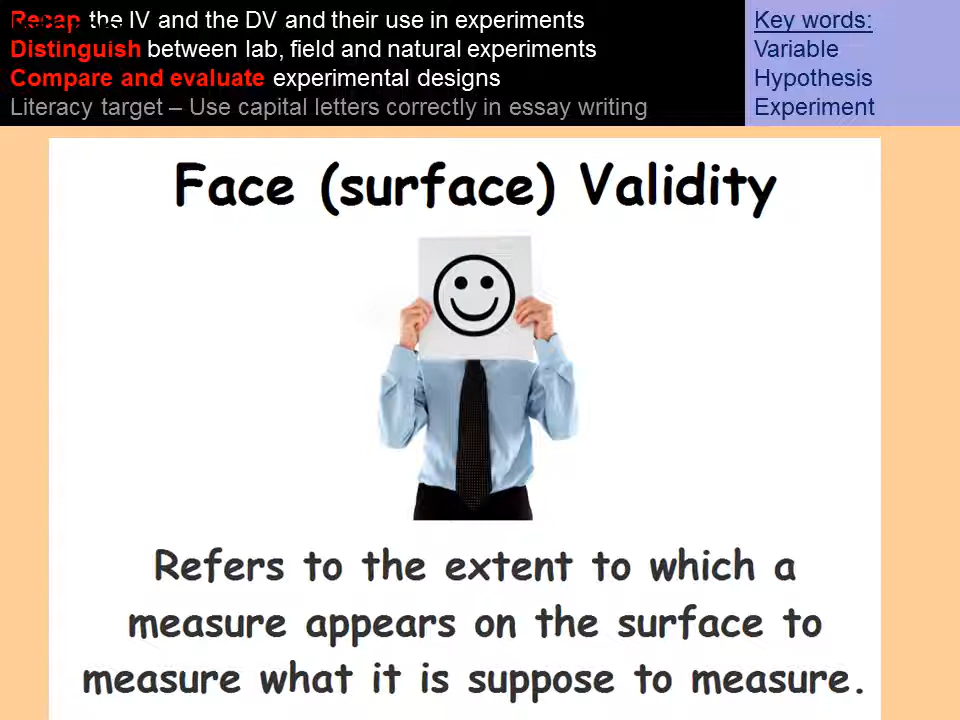 Recap the IV and the DV and their use in experiments
Distinguish between lab, field and natural experiments
Compare and evaluate experimental designs
Literacy target – Use capital letters correctly in essay writing
Key words:
Variable
Hypothesis
Experiment
Face (surface) Validity
Refers to the extent to which a
measure appears on the surface to
measure what it is suppose to measure.